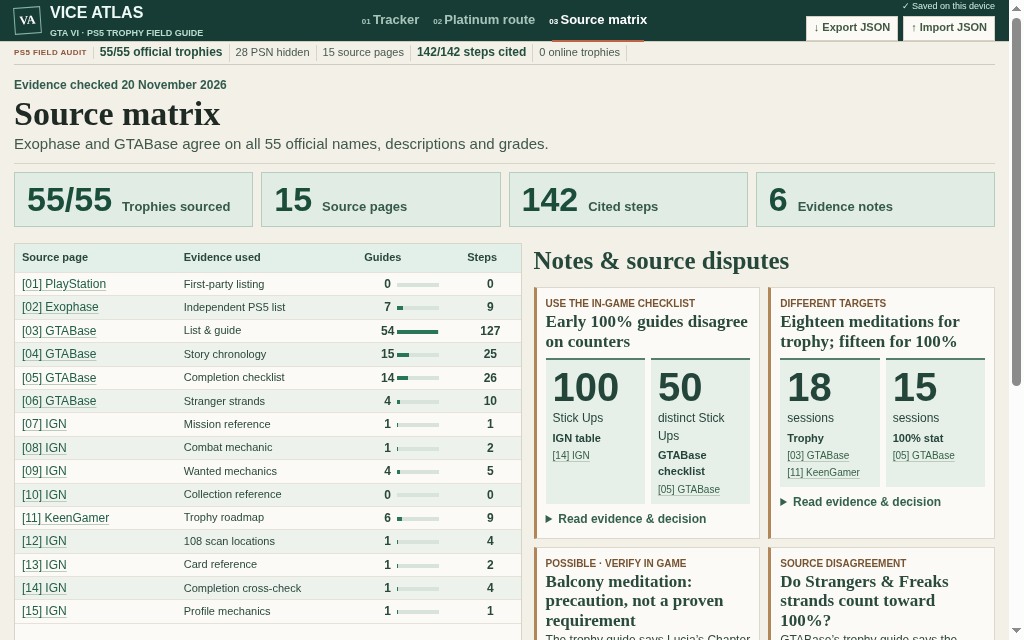 VA
VICE ATLAS
GTA VI · PS5 TROPHY FIELD GUIDE
01 Tracker 02 Platinum route 03 Source matrix
✓ Saved on this device
↓ Export JSON ↑ Import JSON
PS5 FIELD AUDIT 55/55 official trophies 28 PSN hidden 15 source pages 142/142 steps cited 0 online trophies
Evidence checked 20 November 2026
Source matrix
Exophase and GTABase agree on all 55 official names, descriptions and grades.
55/55 Trophies sourced
15 Source pages
142 Cited steps
6 Evidence notes
Source page Evidence used Guides Steps
[01] PlayStation First-party listing 0 0
[02] Exophase Independent PS5 list 7 9
[03] GTABase List & guide 54 127
[04] GTABase Story chronology 15 25
[05] GTABase Completion checklist 14 26
[06] GTABase Stranger strands 4 10
[07] IGN Mission reference 1 1
[08] IGN Combat mechanic 1 2
[09] IGN Wanted mechanics 4 5
[10] IGN Collection reference 0 0
[11] KeenGamer Trophy roadmap 6 9
[12] IGN 108 scan locations 1 4
[13] IGN Card reference 1 2
[14] IGN Completion cross-check 1 4
[15] IGN Profile mechanics 1 1
Notes & source disputes
USE THE IN-GAME CHECKLIST
Early 100% guides disagree
on counters
100
Stick Ups
IGN table
[14] IGN
50
distinct Stick
Ups
GTABase
checklist
[05] GTABase
▶ Read evidence & decision
DIFFERENT TARGETS
Eighteen meditations for
trophy; fifteen for 100%
18
sessions
Trophy
[03] GTABase
[11] KeenGamer
15
sessions
100% stat
[05] GTABase
▶ Read evidence & decision
POSSIBLE · VERIFY IN GAME
Balcony meditation:
precaution, not a proven
requirement
The trophy guide says Lucia's Chapter
SOURCE DISAGREEMENT
Do Strangers & Freaks
strands count toward
100%?
GTABase's trophy guide says the